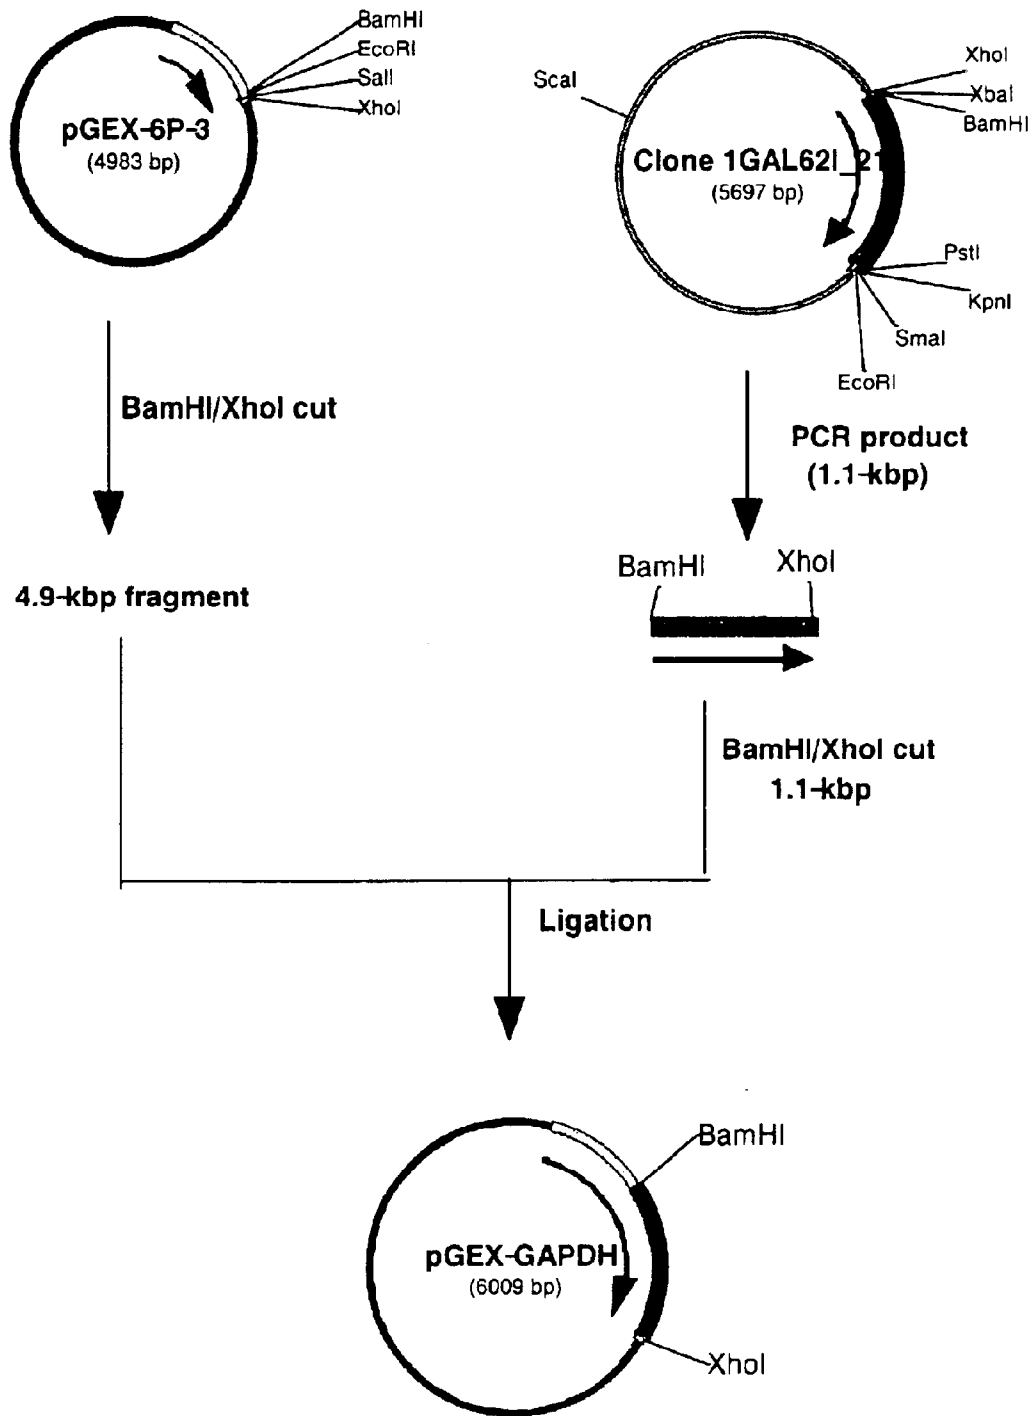 BamHI
EcoRI
SalI
XhoI
pGEX-6P-3
(4983 bp)
ScaI
XhoI
XbaI
BamHI
Clone 1GAL62I_21
(5697 bp)
PstI
KpnI
SmaI
EcoRI
BamHI/XhoI cut
PCR product
(1.1-kbp)
4.9-kbp fragment
BamHI
XhoI
BamHI/XhoI cut
1.1-kbp
Ligation
BamHI
pGEX-GAPDH
(6009 bp)
XhoI